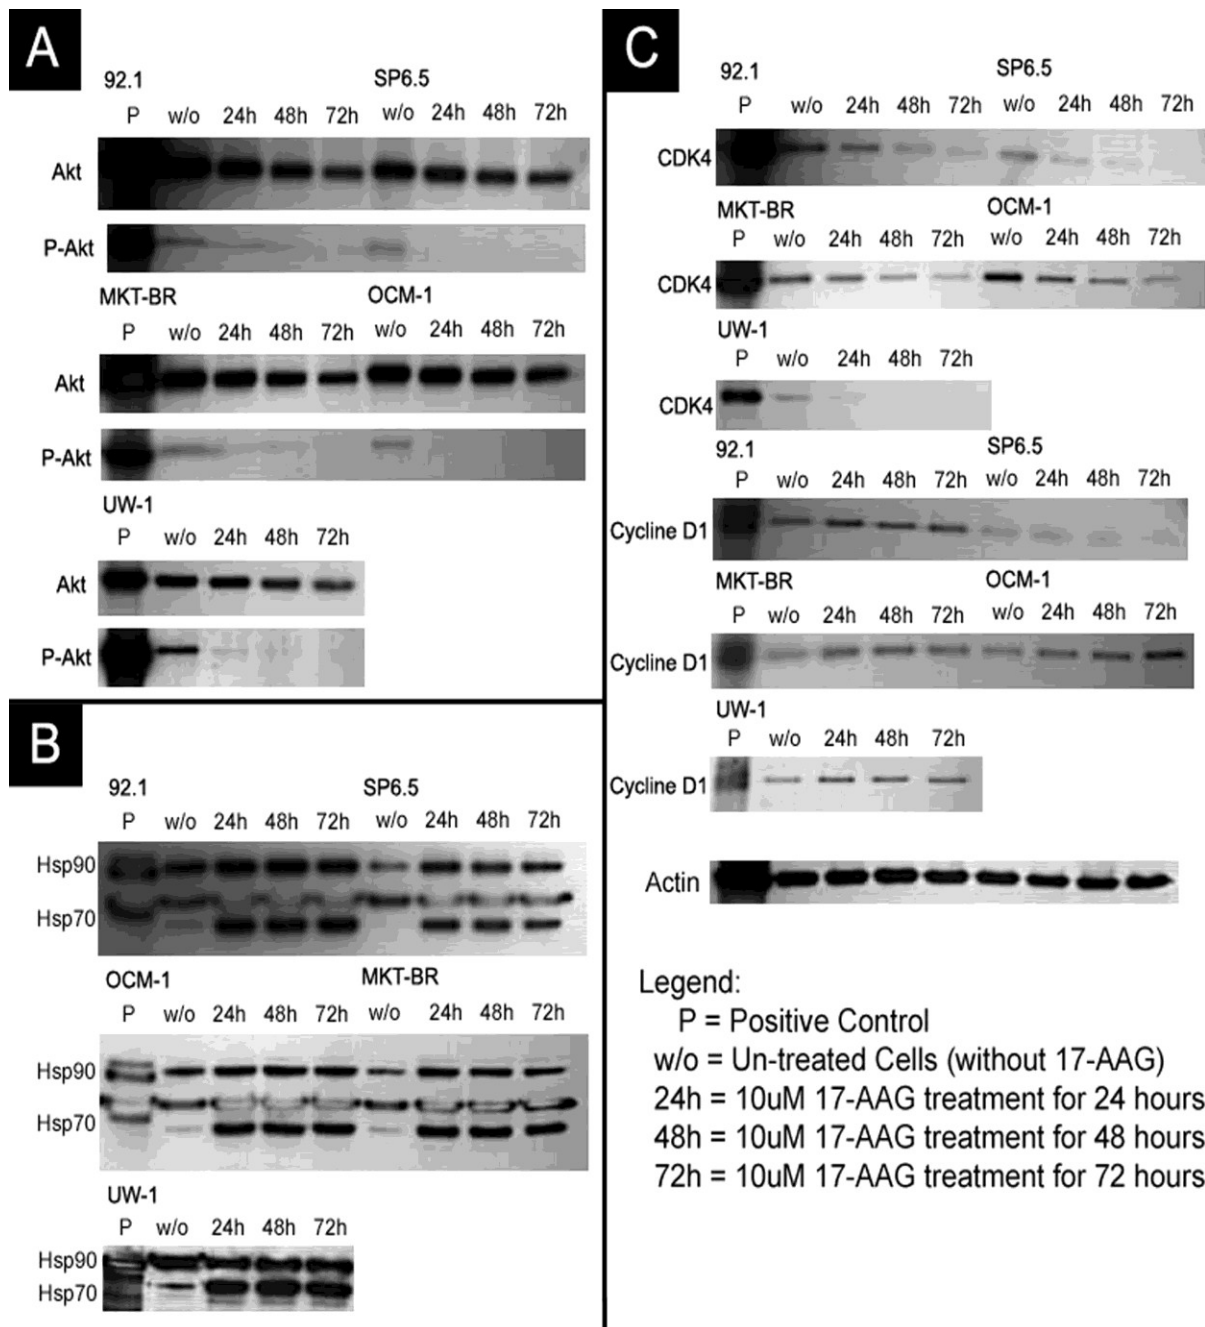 A
92.1 SP6.5
P w/o 24h 48h 72h w/o 24h 48h 72h
Akt
P-Akt
MKT-BR OCM-1
P w/o 24h 48h 72h w/o 24h 48h 72h
Akt
P-Akt
UW-1
P w/o 24h 48h 72h
Akt
P-Akt
B
92.1 SP6.5
P w/o 24h 48h 72h w/o 24h 48h 72h
Hsp90
Hsp70
OCM-1 MKT-BR
P w/o 24h 48h 72h w/o 24h 48h 72h
Hsp90
Hsp70
UW-1
P w/o 24h 48h 72h
Hsp90
Hsp70
C
92.1 SP6.5
P w/o 24h 48h 72h w/o 24h 48h 72h
CDK4
MKT-BR OCM-1
P w/o 24h 48h 72h w/o 24h 48h 72h
CDK4
UW-1
P w/o 24h 48h 72h
CDK4
92.1 SP6.5
P w/o 24h 48h 72h w/o 24h 48h 72h
Cycline D1
MKT-BR OCM-1
P w/o 24h 48h 72h w/o 24h 48h 72h
Cycline D1
UW-1
P w/o 24h 48h 72h
Cycline D1
Actin
Legend:
P = Positive Control
w/o = Un-treated Cells (without 17-AAG)
24h = 10uM 17-AAG treatment for 24 hours
48h = 10uM 17-AAG treatment for 48 hours
72h = 10uM 17-AAG treatment for 72 hours